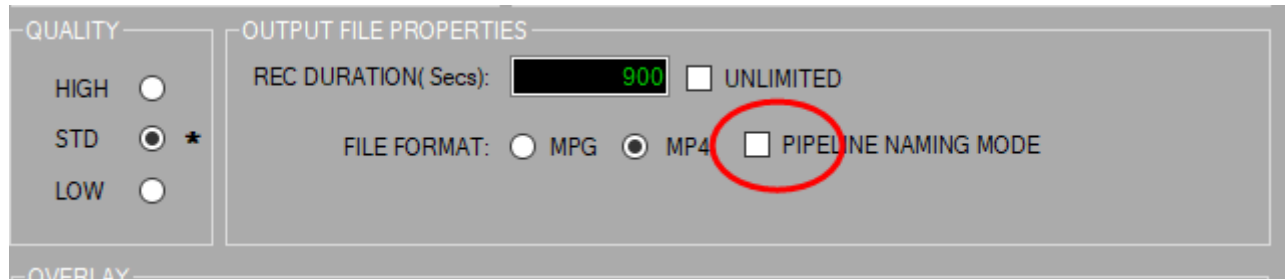 QUALITY
HIGH
STD *
LOW
OUTPUT FILE PROPERTIES
REC DURATION( Secs): 900 UNLIMITED
FILE FORMAT: MPG MP4 PIPELINE NAMING MODE
OVERLAY